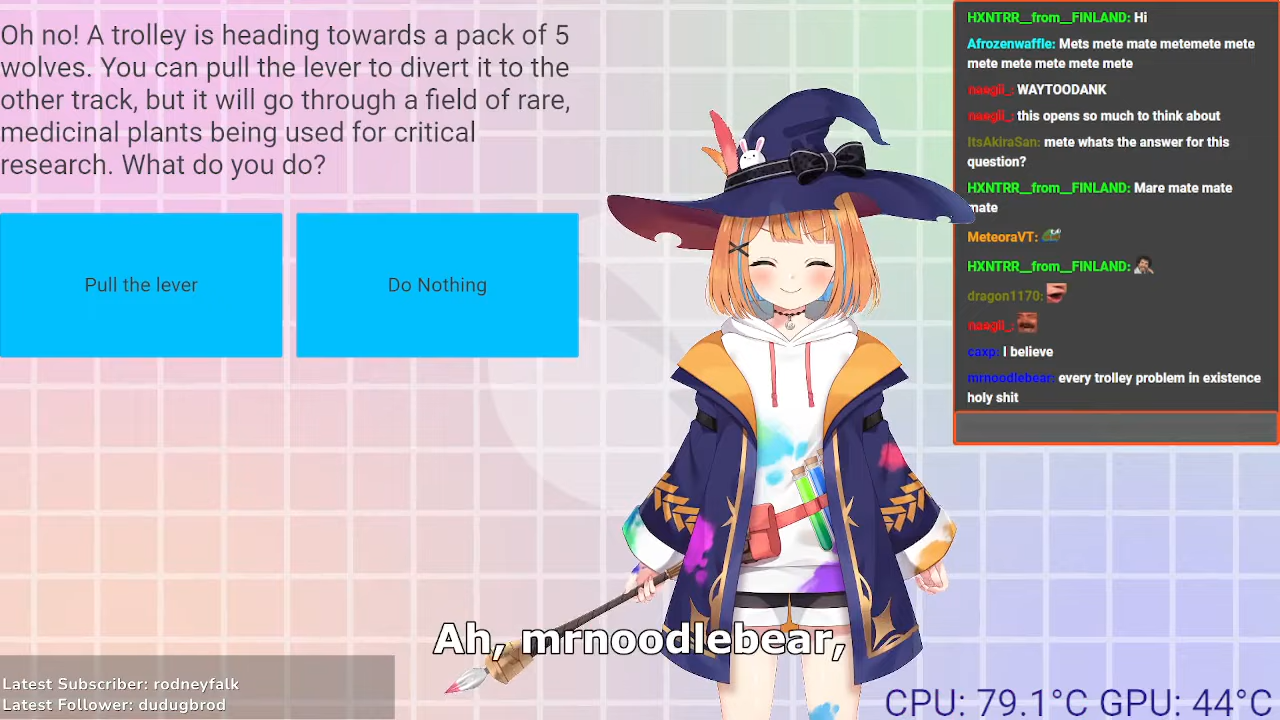 Oh no! A trolley is heading towards a pack of 5
wolves. You can pull the lever to divert it to the
other track, but it will go through a field of rare,
medicinal plants being used for critical
research. What do you do?
Pull the lever
Do Nothing
HXNTRR__from__FINLAND: Hi
Afrozenwaffle: Mets mete mate metemete mete
mete mete mete mete mete
naegii_: WAYTOODANK
naegii_: this opens so much to think about
ItsAkiraSan: mete whats the answer for this
question?
HXNTRR__from__FINLAND: Mare mate mate
mate
MeteoraVT:
HXNTRR__from__FINLAND:
dragon1170:
naegii_:
caxp: I believe
mrnoodlebear: every trolley problem in existence
holy shit
Ah, mrnoodlebear,
Latest Subscriber: rodneyfalk
Latest Follower: dudugbrod
CPU: 79.1°C GPU: 44°C